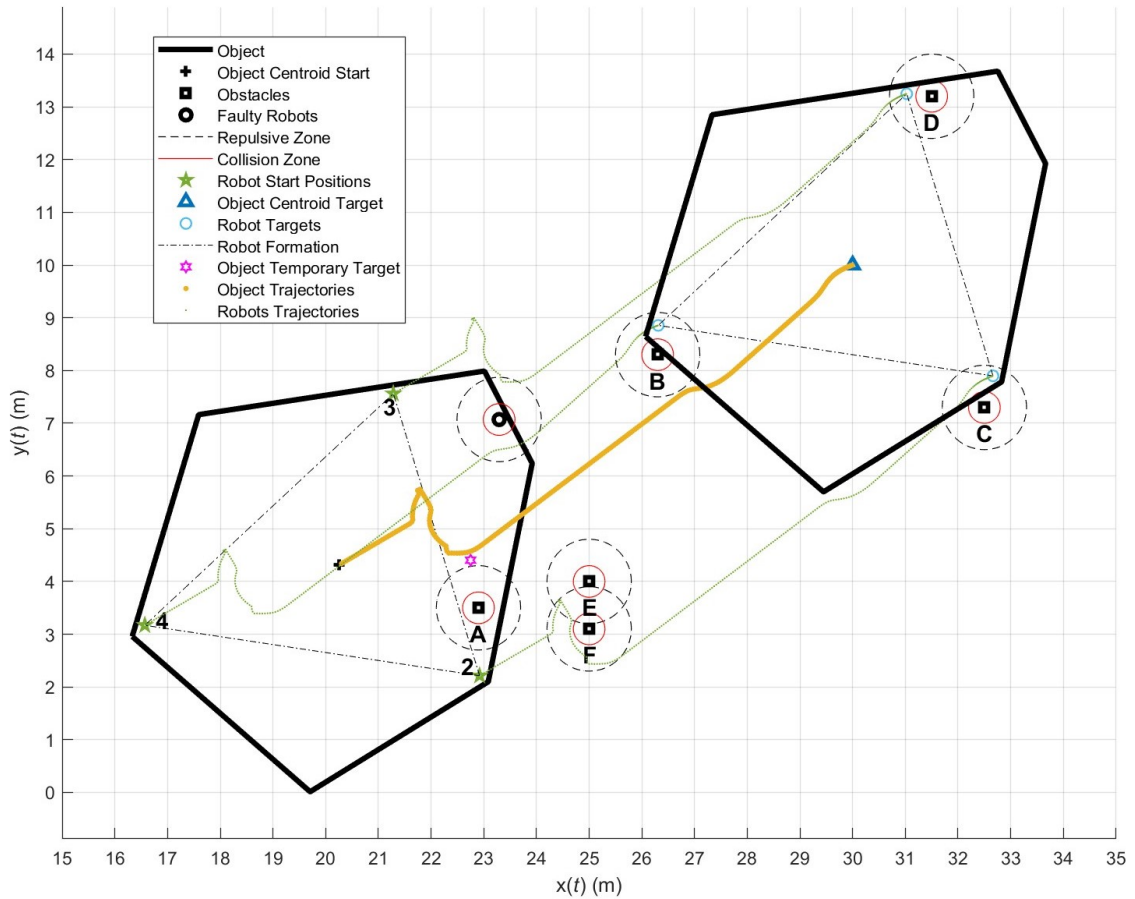 14
13
12
11
10
9
8
7
6
5
4
3
2
1
0
y(t) (m)
Object
Object Centroid Start
Obstacles
Faulty Robots
Repulsive Zone
Collision Zone
Robot Start Positions
Object Centroid Target
Robot Targets
Robot Formation
Object Temporary Target
Object Trajectories
Robots Trajectories
D
B
C
3
E
A
4
F
2
15 16 17 18 19 20 21 22 23 24 25 26 27 28 29 30 31 32 33 34 35
x(t) (m)